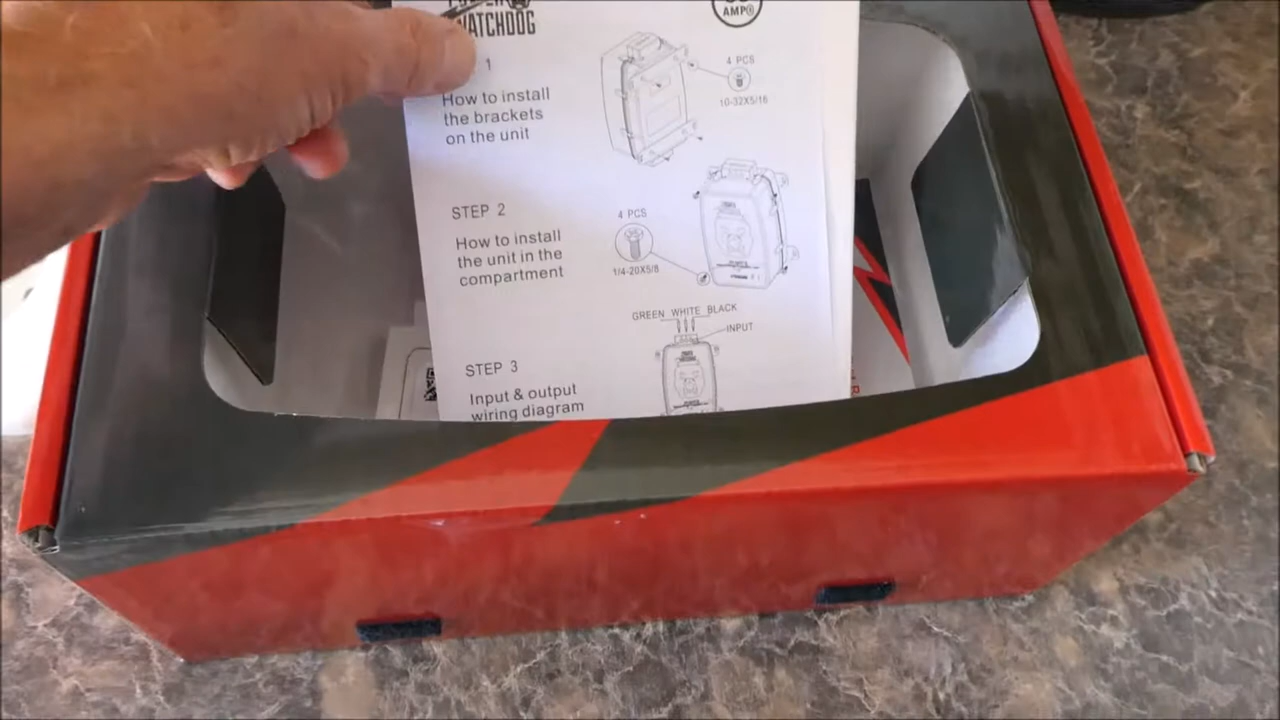 POWER
WATCHDOG
AMP®
1
How to install
the brackets
on the unit
4 PCS
10-32X5/16
STEP 2
How to install
the unit in the
compartment
4 PCS
1/4-20X5/8
GREEN WHITE BLACK
INPUT
STEP 3
Input & output
wiring diagram